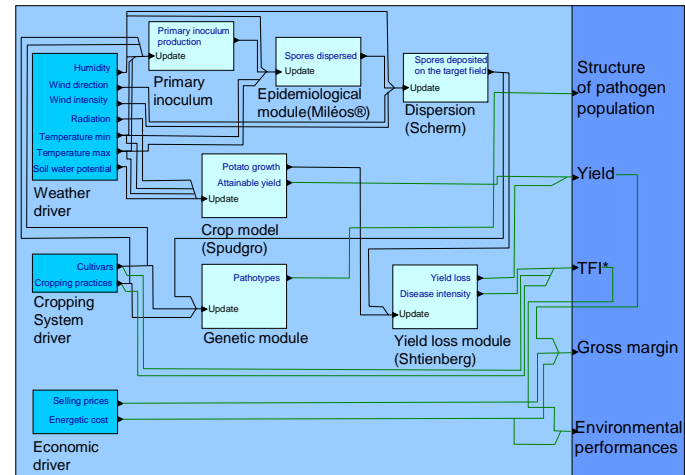 Humidity
Wind direction
Wind intensity
Radiation
Temperature min
Temperature max
Soil water potential
Weather
driver
Primary inoculum
production
Update
Primary
inoculum
Spores dispersed
Update
Epidemiological
module(Miléos®)
Spores deposited
on the target field
Update
Dispersion
(Scherm)
Potato growth
Attainable yield
Update
Crop model
(Spudgro)
Cultivars
Cropping practices
Cropping
System
driver
Pathotypes
Update
Genetic module
Yield loss
Disease intensity
Update
Yield loss module
(Shtienberg)
Selling prices
Energetic cost
Economic
driver
Structure
of pathogen
population
Yield
TFI*
Gross margin
Environmental
performances